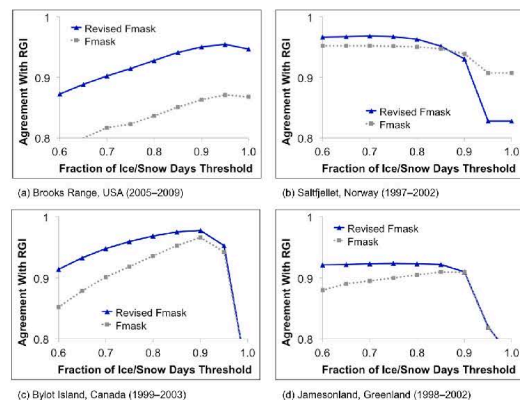 1
0.9
0.8
Agreement With RGI
Revised Fmask
Fmask
0.6 0.7 0.8 0.9 1.0
Fraction of Ice/Snow Days Threshold
(a) Brooks Range, USA (2005–2009)
1
0.9
0.8
Agreement With RGI
Revised Fmask
Fmask
0.6 0.7 0.8 0.9 1.0
Fraction of Ice/Snow Days Threshold
(b) Saltfjellet, Norway (1997–2002)
1
0.9
0.8
Agreement With RGI
Revised Fmask
Fmask
0.6 0.7 0.8 0.9 1.0
Fraction of Ice/Snow Days Threshold
(c) Bylot Island, Canada (1999–2003)
1
0.9
0.8
Agreement With RGI
Revised Fmask
Fmask
0.6 0.7 0.8 0.9 1.0
Fraction of Ice/Snow Days Threshold
(d) Jamesonland, Greenland (1998–2002)